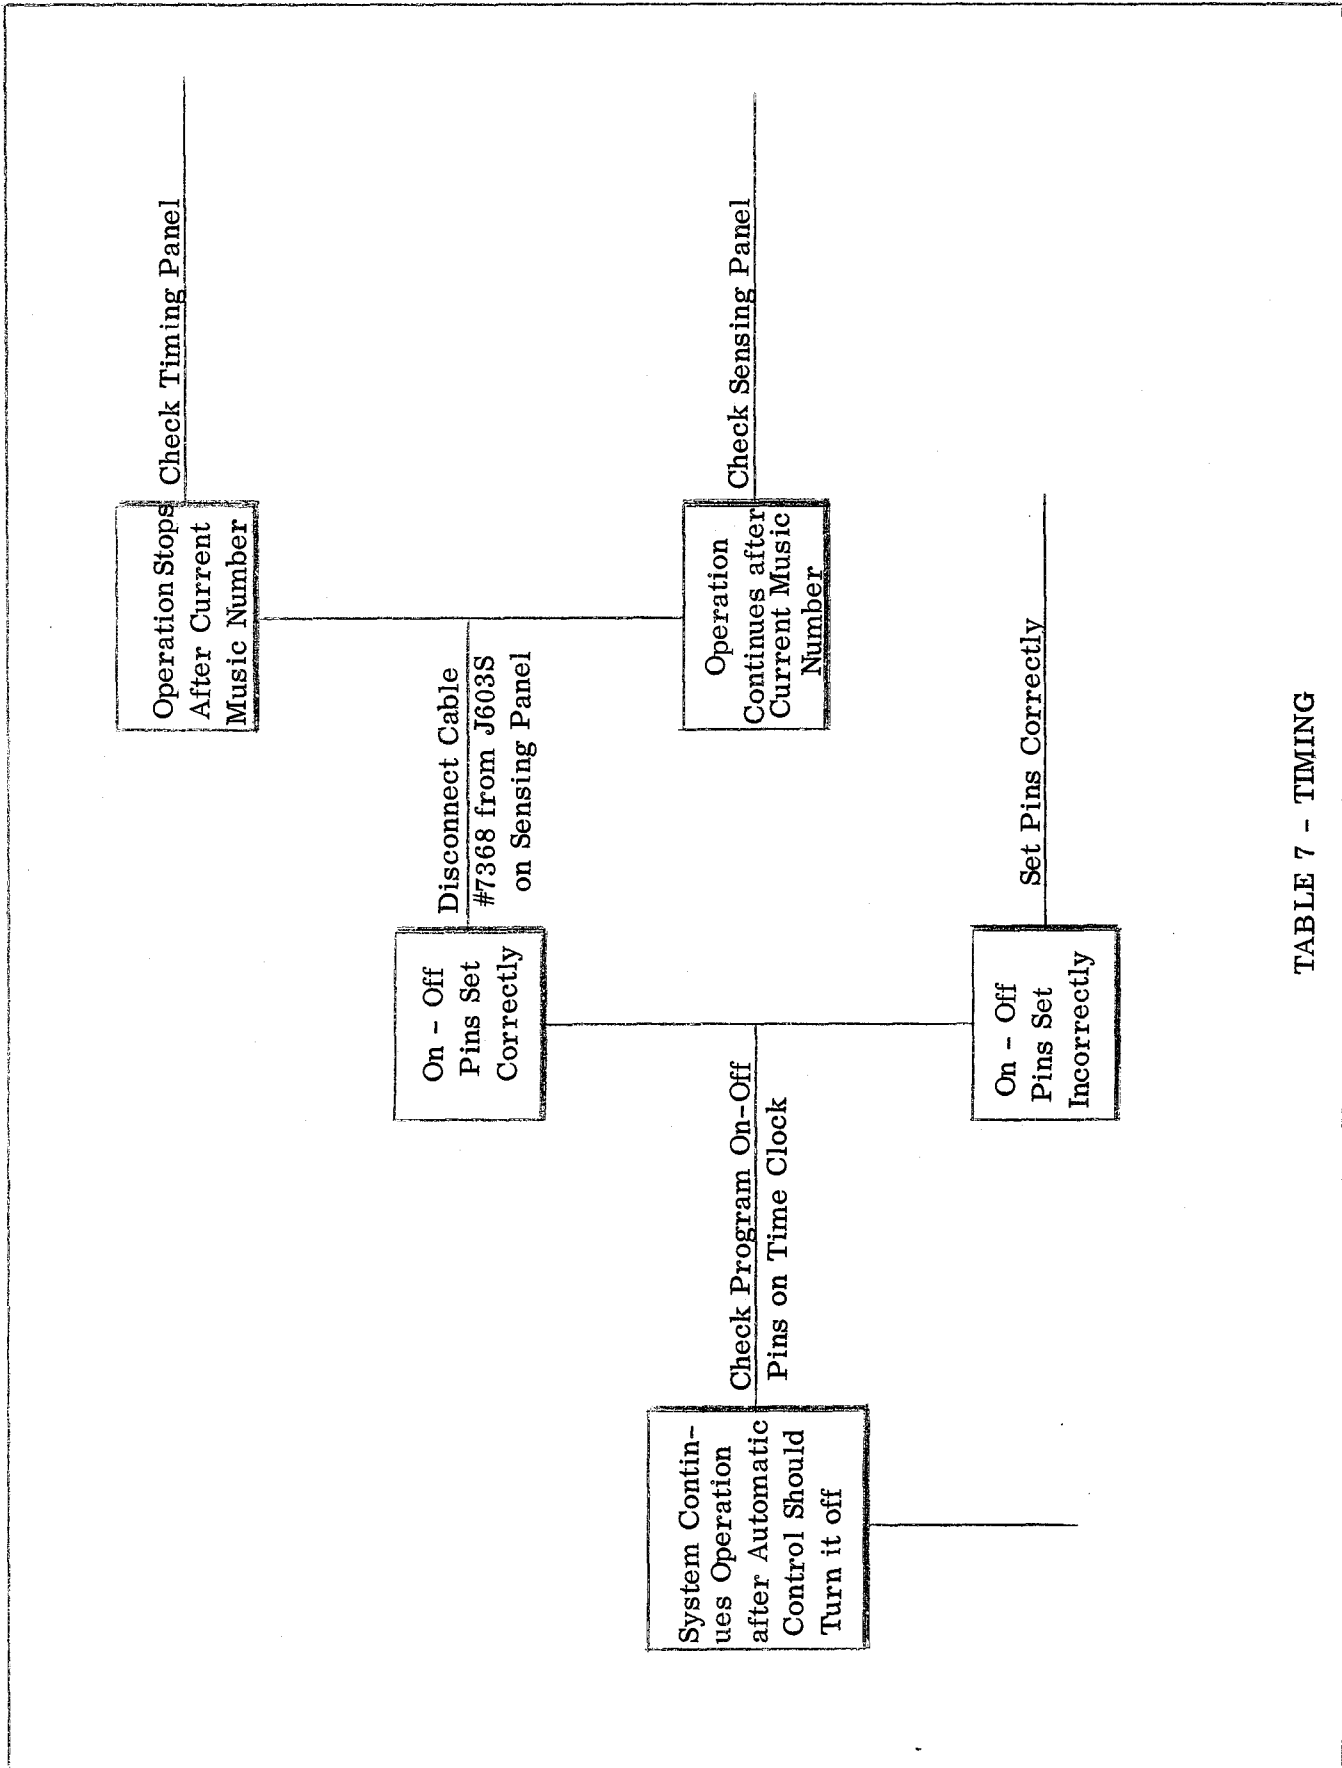 System Contin-
ues Operation
after Automatic
Control Should
Turn it off
Check Program On-Off
Pins on Time Clock
On - Off
Pins Set
Correctly
Disconnect Cable
#7368 from J603S
on Sensing Panel
Operation Stops
After Current
Music Number
Check Timing Panel
Operation
Continues after
Current Music
Number
Check Sensing Panel
On - Off
Pins Set
Incorrectly
Set Pins Correctly
TABLE 7 - TIMING